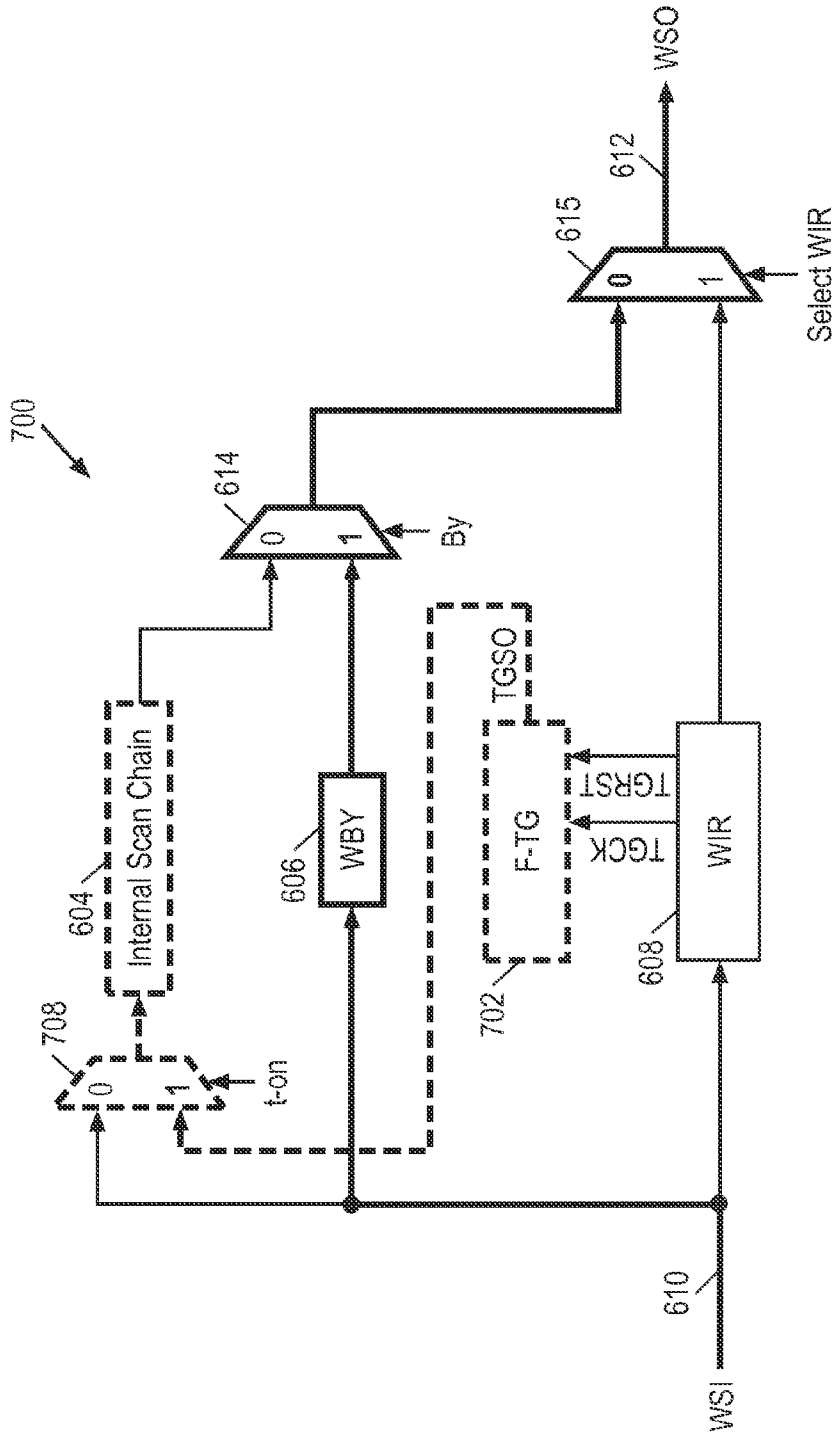 700
708
0
1
t-on
604
Internal Scan Chain
614
0
1
By
606
WBY
TGSO
702
F-TG
TGCK
TGRST
608
WIR
615
0
1
Select WIR
612
WSO
WSI
610